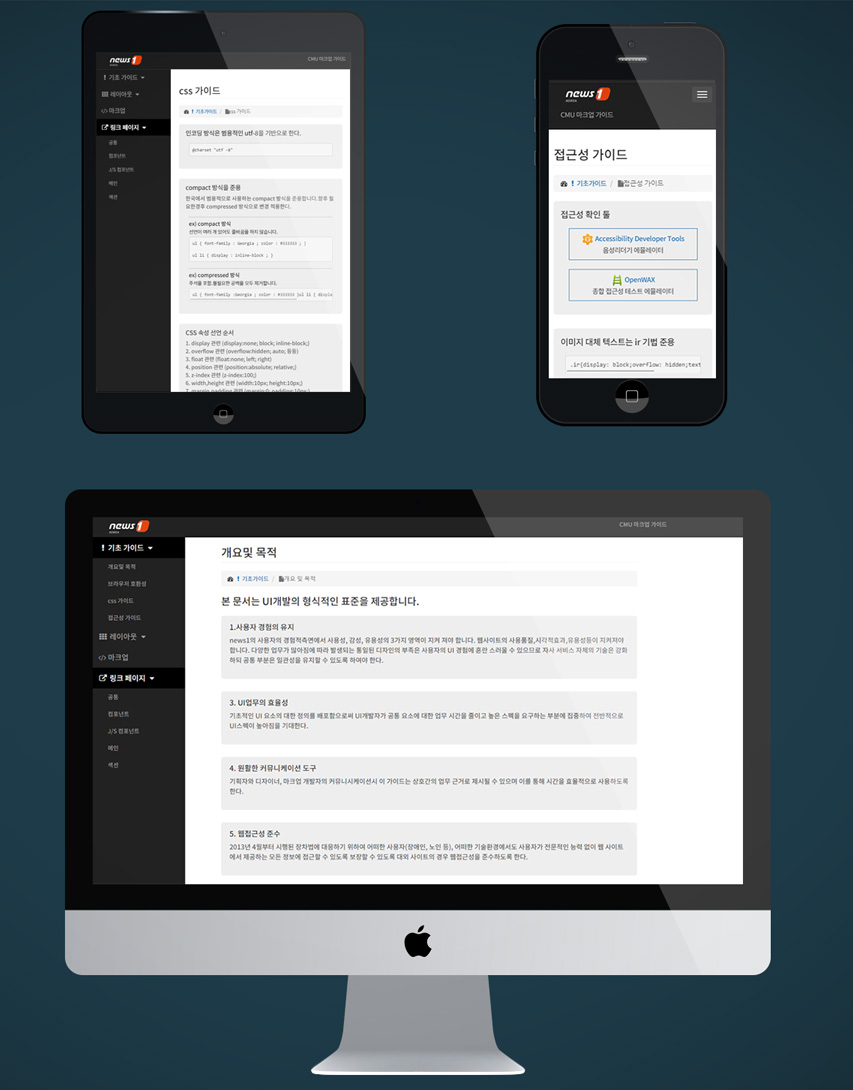 news1
KOREA
CMU 마크업 가이드
! 기초 가이드
레이아웃
</> 마크업
링크 페이지
공통
컴포넌트
J/S 컴포넌트
패턴
섹션
css 가이드
! 기초가이드 / css 가이드
인코딩 방식은 범용적인 utf-8을 기반으로 한다.
@charset "utf -8"
compact 방식을 준용
한국에서 범용적으로 사용하는 compact 방식을 준용합니다.향후 필
요한경중후 compressed 방식으로 변경 적용한다.
ex) compact 방식
선언이 여러 개 있어도 줄바꿈을 하지 않습니다.
ul { font-family : Georgia ; color : #333333 ; }
ul li { display : inline-block ; }
ex) compressed 방식
주석을 포함,불필요한 공백을 모두 제거합니다.
ul { font-family :Georgia ; color : #333333 }ul li { displa
CSS 속성 선언 순서
1. display 관련 (display:none; block; inline-block;)
2. overflow 관련 (overflow:hidden; auto; 등등)
3. float 관련 (float:none; left; right)
4. position 관련 (position:absolute; relative;)
5. z-index 관련 (z-index:100;)
6. width,height 관련 (width:10px; height:10px;)
7. margin,padding 관련 (margin:0; padding:10px;)
news1
KOREA
CMU 마크업 가이드
접근성 가이드
! 기초가이드 / 접근성 가이드
접근성 확인 툴
Accessibility Developer Tools
음성리더기 에뮬레이터
OpenWAX
종합 접근성 테스트 에뮬레이터
이미지 대체 텍스트는 ir 기법 준용
.ir{display: block;overflow: hidden;text
news1
KOREA
CMU 마크업 가이드
! 기초 가이드
개요및 목적
브라우저 호환성
css 가이드
접근성 가이드
레이아웃
</> 마크업
링크 페이지
공통
컴포넌트
J/S 컴포넌트
패턴
섹션
개요및 목적
! 기초가이드 / 개요 및 목적
본 문서는 UI개발의 형식적인 표준을 제공합니다.
1.사용자 경험의 유지
news1의 사용자의 경험적측면에서 사용성, 감성, 유용성의 3가지 영역이 지켜 져야 합니다. 웹사이트의 사용품질,시각적효과,유용성등이 지켜져야
합니다. 다양한 업무가 많아짐에 따라 발생되는 통일된 디자인의 부족은 사용자의 UI 경험에 혼란 스러울 수 있으므로 자사 서비스 자체의 기술은 강화
하되 공통 부분은 일관성을 유지할 수 있도록 하여야 한다.
3. UI업무의 효율성
기초적인 UI 요소의 대한 정의를 배포함으로써 UI개발자가 공통 요소에 대한 업무 시간을 줄이고 높은 스펙을 요구하는 부분에 집중하여 전반적으로
UI스펙이 높아짐을 기대한다.
4. 원활한 커뮤니케이션 도구
기획자와 디자이너, 마크업 개발자의 커뮤니시케이션시 이 가이드는 상호간의 업무 근거로 제시될 수 있으며 이를 통해 시간을 효율적으로 사용하도록
한다.
5. 웹접근성 준수
2013년 4월부터 시행된 장차법에 대응하기 위하여 어떠한 사용자(장애인, 노인 등), 어떠한 기술환경에서도 사용자가 전문적인 능력 없이 웹 사이트
에서 제공하는 모든 정보에 접근할 수 있도록 보장할 수 있도록 대외 사이트의 경우 웹접근성을 준수하도록 한다.